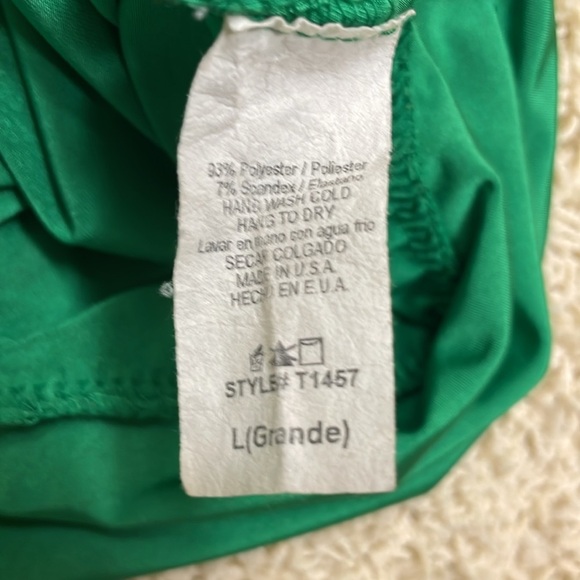 93% Polyester / Poliester
7% Spandex / Elastano
HAND WASH COLD
HANG TO DRY
Lavar en mano con agua frio
SECAR COLGADO
MADE IN U.S.A.
HECHO EN E.U.A.
STYLE# T1457
L(Grande)